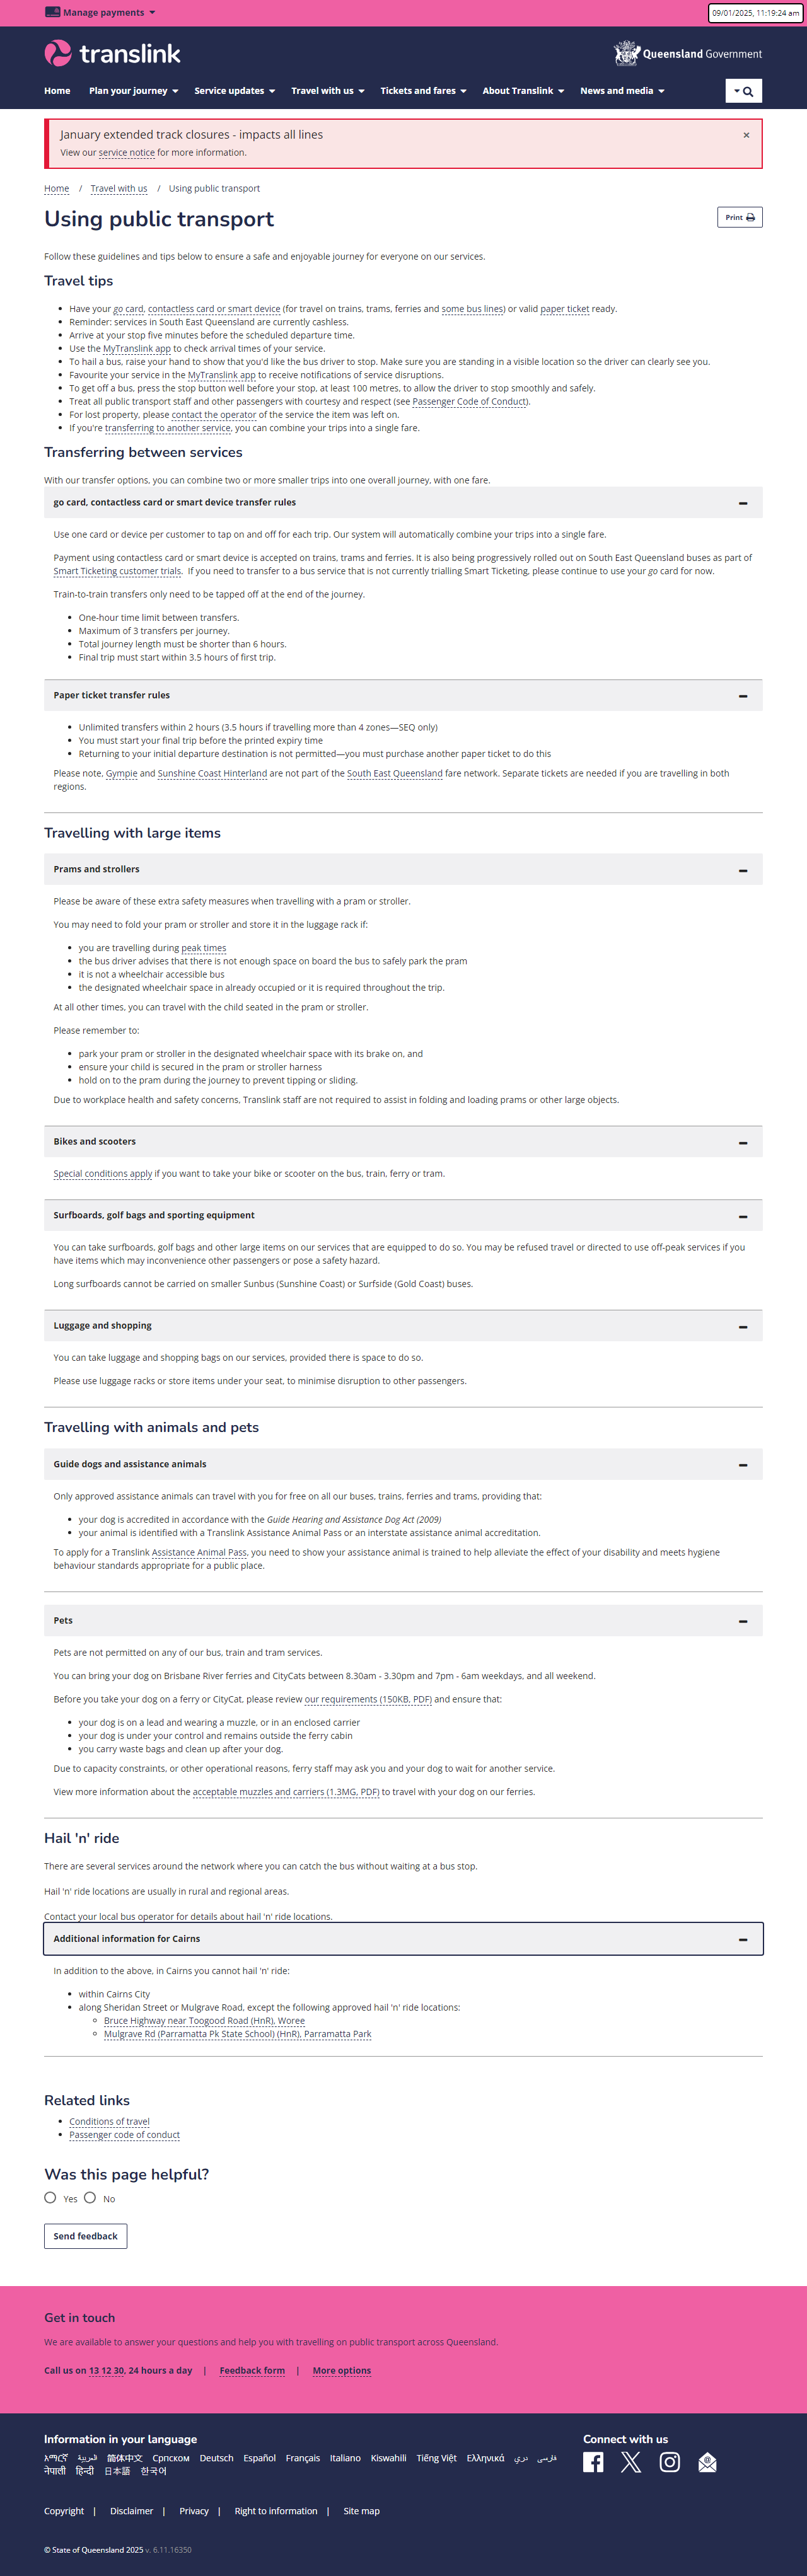 Manage payments
09/01/2025, 11:19:24 am
translink
Queensland Government
Home Plan your journey Service updates Travel with us Tickets and fares About Translink News and media
January extended track closures - impacts all lines
×
View our service notice for more information.
Home / Travel with us / Using public transport
Using public transport
Print
Follow these guidelines and tips below to ensure a safe and enjoyable journey for everyone on our services.
Travel tips
• Have your go card, contactless card or smart device (for travel on trains, trams, ferries and some bus lines) or valid paper ticket ready.
• Reminder: services in South East Queensland are currently cashless.
• Arrive at your stop five minutes before the scheduled departure time.
• Use the MyTranslink app to check arrival times of your service.
• To hail a bus, raise your hand to show that you'd like the bus driver to stop. Make sure you are standing in a visible location so the driver can clearly see you.
• Favourite your service in the MyTranslink app to receive notifications of service disruptions.
• To get off a bus, press the stop button well before your stop, at least 100 metres, to allow the driver to stop smoothly and safely.
• Treat all public transport staff and other passengers with courtesy and respect (see Passenger Code of Conduct).
• For lost property, please contact the operator of the service the item was left on.
• If you're transferring to another service, you can combine your trips into a single fare.
Transferring between services
With our transfer options, you can combine two or more smaller trips into one overall journey, with one fare.
go card, contactless card or smart device transfer rules
Use one card or device per customer to tap on and off for each trip. Our system will automatically combine your trips into a single fare.
Payment using contactless card or smart device is accepted on trains, trams and ferries. It is also being progressively rolled out on South East Queensland buses as part of
Smart Ticketing customer trials. If you need to transfer to a bus service that is not currently trialling Smart Ticketing, please continue to use your go card for now.
Train-to-train transfers only need to be tapped off at the end of the journey.
• One-hour time limit between transfers.
• Maximum of 3 transfers per journey.
• Total journey length must be shorter than 6 hours.
• Final trip must start within 3.5 hours of first trip.
Paper ticket transfer rules
• Unlimited transfers within 2 hours (3.5 hours if travelling more than 4 zones—SEQ only)
• You must start your final trip before the printed expiry time
• Returning to your initial departure destination is not permitted—you must purchase another paper ticket to do this
Please note, Gympie and Sunshine Coast Hinterland are not part of the South East Queensland fare network. Separate tickets are needed if you are travelling in both
regions.
Travelling with large items
Prams and strollers
Please be aware of these extra safety measures when travelling with a pram or stroller.
You may need to fold your pram or stroller and store it in the luggage rack if:
• you are travelling during peak times
• the bus driver advises that there is not enough space on board the bus to safely park the pram
• it is not a wheelchair accessible bus
• the designated wheelchair space in already occupied or it is required throughout the trip.
At all other times, you can travel with the child seated in the pram or stroller.
Please remember to:
• park your pram or stroller in the designated wheelchair space with its brake on, and
• ensure your child is secured in the pram or stroller harness
• hold on to the pram during the journey to prevent tipping or sliding.
Due to workplace health and safety concerns, Translink staff are not required to assist in folding and loading prams or other large objects.
Bikes and scooters
Special conditions apply if you want to take your bike or scooter on the bus, train, ferry or tram.
Surfboards, golf bags and sporting equipment
You can take surfboards, golf bags and other large items on our services that are equipped to do so. You may be refused travel or directed to use off-peak services if you
have items which may inconvenience other passengers or pose a safety hazard.
Long surfboards cannot be carried on smaller Sunbus (Sunshine Coast) or Surfside (Gold Coast) buses.
Luggage and shopping
You can take luggage and shopping bags on our services, provided there is space to do so.
Please use luggage racks or store items under your seat, to minimise disruption to other passengers.
Travelling with animals and pets
Guide dogs and assistance animals
Only approved assistance animals can travel with you for free on all our buses, trains, ferries and trams, providing that:
• your dog is accredited in accordance with the Guide Hearing and Assistance Dog Act (2009)
• your animal is identified with a Translink Assistance Animal Pass or an interstate assistance animal accreditation.
To apply for a Translink Assistance Animal Pass, you need to show your assistance animal is trained to help alleviate the effect of your disability and meets hygiene
behaviour standards appropriate for a public place.
Pets
Pets are not permitted on any of our bus, train and tram services.
You can bring your dog on Brisbane River ferries and CityCats between 8.30am - 3.30pm and 7pm - 6am weekdays, and all weekend.
Before you take your dog on a ferry or CityCat, please review our requirements (150KB, PDF) and ensure that:
• your dog is on a lead and wearing a muzzle, or in an enclosed carrier
• your dog is under your control and remains outside the ferry cabin
• you carry waste bags and clean up after your dog.
Due to capacity constraints, or other operational reasons, ferry staff may ask you and your dog to wait for another service.
View more information about the acceptable muzzles and carriers (1.3MG, PDF) to travel with your dog on our ferries.
Hail 'n' ride
There are several services around the network where you can catch the bus without waiting at a bus stop.
Hail 'n' ride locations are usually in rural and regional areas.
Contact your local bus operator for details about hail 'n' ride locations.
Additional information for Cairns
In addition to the above, in Cairns you cannot hail 'n' ride:
• within Cairns City
• along Sheridan Street or Mulgrave Road, except the following approved hail 'n' ride locations:
Bruce Highway near Toogood Road (HnR), Woree
Mulgrave Rd (Parramatta Pk State School) (HnR), Parramatta Park
Related links
• Conditions of travel
• Passenger code of conduct
Was this page helpful?
Yes No
Send feedback
Get in touch
We are available to answer your questions and help you with travelling on public transport across Queensland.
Call us on 13 12 30, 24 hours a day | Feedback form | More options
Information in your language
Connect with us
አማርኛ العربية 简体中文 Српском Deutsch Español Français Italiano Kiswahili Tiếng Việt Ελληνικά دری فارسی
नेपाली हिन्दी 日本語 한국어
Copyright | Disclaimer | Privacy | Right to information | Site map
© State of Queensland 2025 v. 6.11.16350